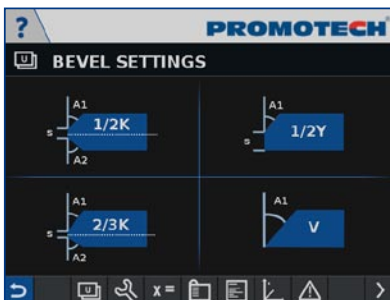 ?
PROMOTECH
U BEVEL SETTINGS
A1
1/2K
s
A2
A1
1/2Y
s
A1
2/3K
s
A2
A1
V
U x =